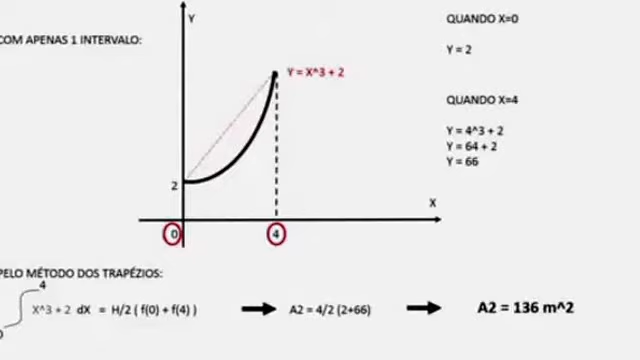 Y
QUANDO X=0
COM APENAS 1 INTERVALO:
Y = 2
Y = X^3 + 2
QUANDO X=4
Y = 4^3 + 2
Y = 64 + 2
Y = 66
2
X
0
4
PELO MÉTODO DOS TRAPÉZIOS:
4
X^3 + 2 dX = H/2 ( f(0) + f(4) )
A2 = 4/2 (2+66)
A2 = 136 m^2
0